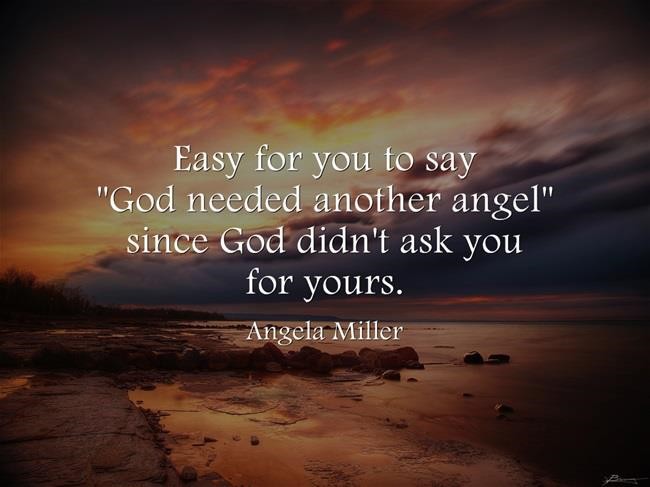 Easy for you to say
"God needed another angel"
since God didn't ask you
for yours.
Angela Miller